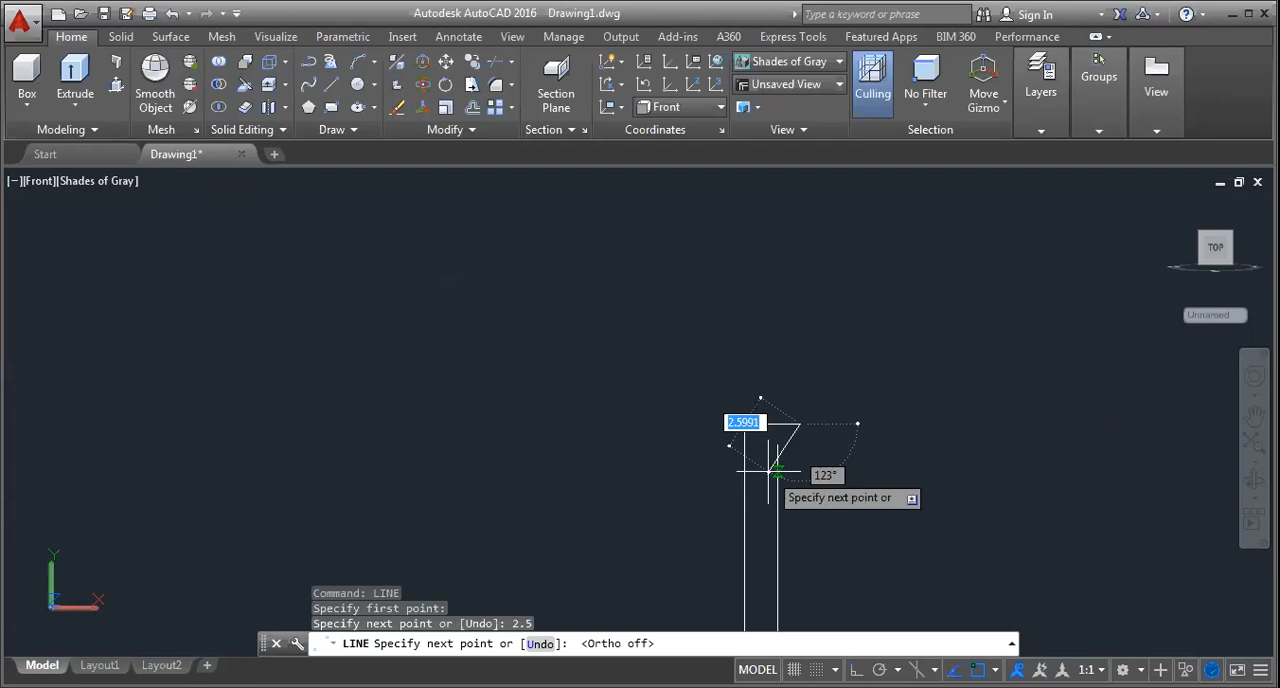 Autodesk AutoCAD 2016 Drawing1.dwg
Type a keyword or phrase
Sign In
Home Solid Surface Mesh Visualize Parametric Insert Annotate View Manage Output Add-ins A360 Express Tools Featured Apps BIM 360 Performance
Box
Extrude
Smooth
Object
Section
Plane
Shades of Gray
Unsaved View
Front
Culling
No Filter
Move
Gizmo
Layers
Groups
View
Modeling
Mesh
Solid Editing
Draw
Modify
Section
Coordinates
View
Selection
Start
Drawing1*
[−][Front][Shades of Gray]
TOP
Unnamed
2.5991
123°
Specify next point or
Y
X
Z
Command: LINE
Specify first point:
Specify next point or [Undo]: 2.5
LINE Specify next point or [Undo]: <Ortho off>
Model Layout1 Layout2
MODEL
1:1